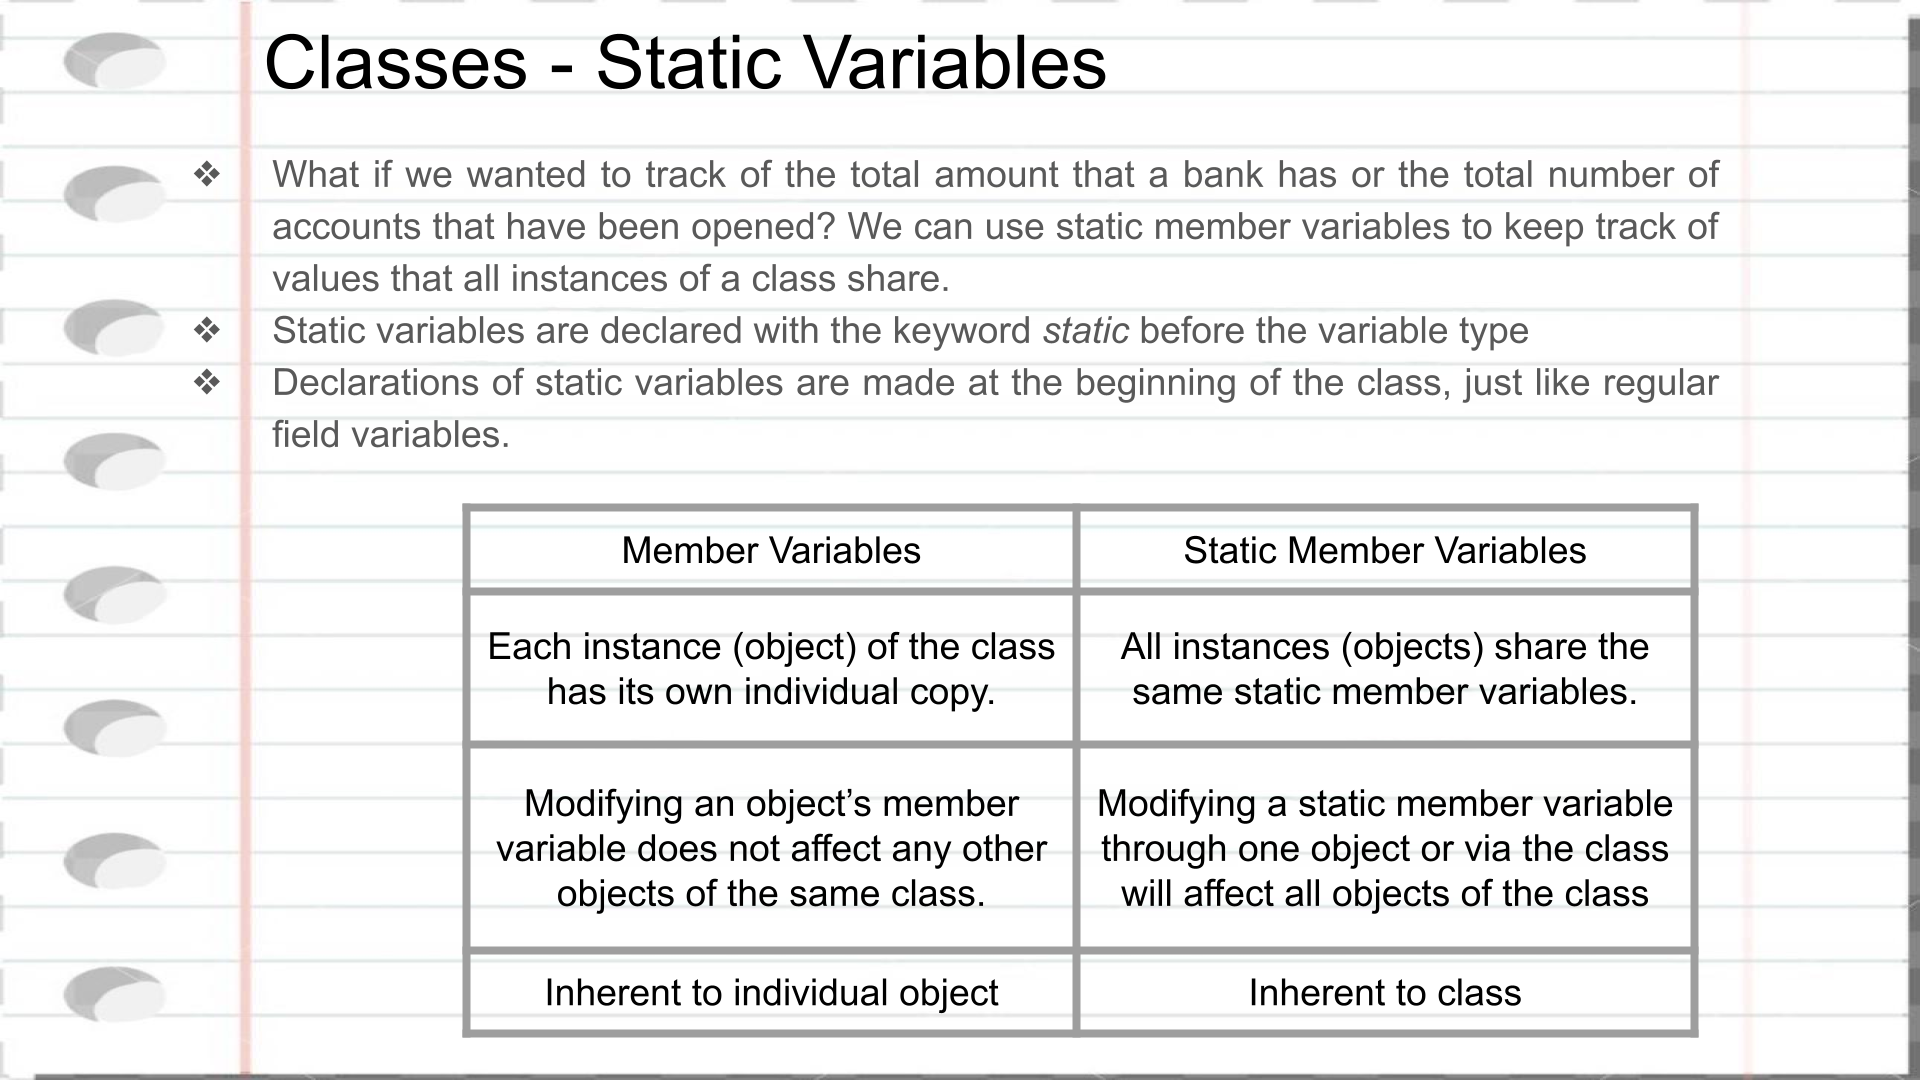 Classes - Static Variables
❖ What if we wanted to track of the total amount that a bank has or the total number of
accounts that have been opened? We can use static member variables to keep track of
values that all instances of a class share.
❖ Static variables are declared with the keyword static before the variable type
❖ Declarations of static variables are made at the beginning of the class, just like regular
field variables.
Member Variables
Static Member Variables
Each instance (object) of the class
has its own individual copy.
All instances (objects) share the
same static member variables.
Modifying an object’s member
variable does not affect any other
objects of the same class.
Modifying a static member variable
through one object or via the class
will affect all objects of the class
Inherent to individual object
Inherent to class